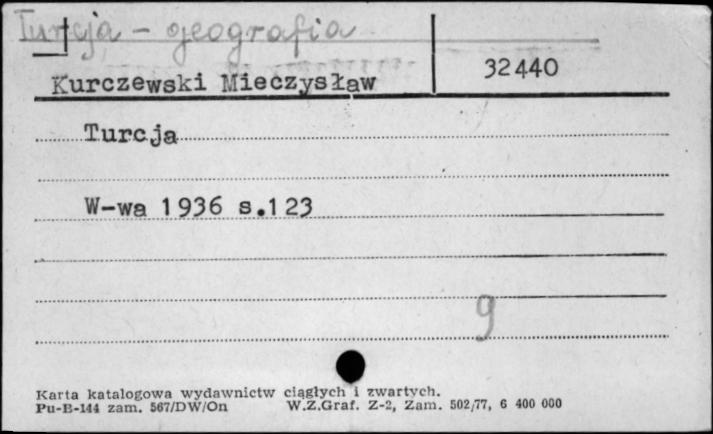 Turcja - geografia
Kurczewski Mieczysław 32440
Turcja
W-wa 1936 s.123
g
Karta katalogowa wydawnictw ciągłych i zwartych.
Pu-B-144 zam. 567/DW/On W.Z.Graf. Z-2, Zam. 502/77, 6 400 000